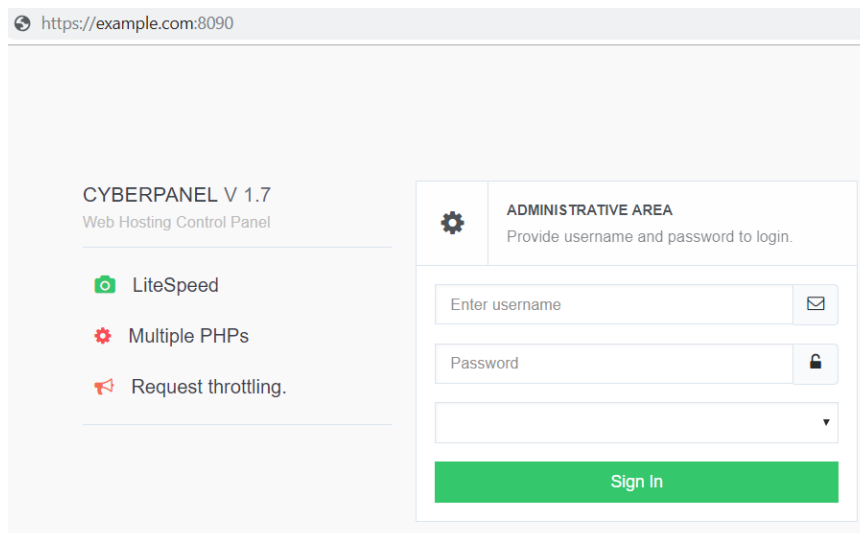 https://example.com:8090
CYBERPANEL V 1.7
Web Hosting Control Panel
LiteSpeed
Multiple PHPs
Request throttling.
ADMINISTRATIVE AREA
Provide username and password to login.
Enter username
Password
Sign In